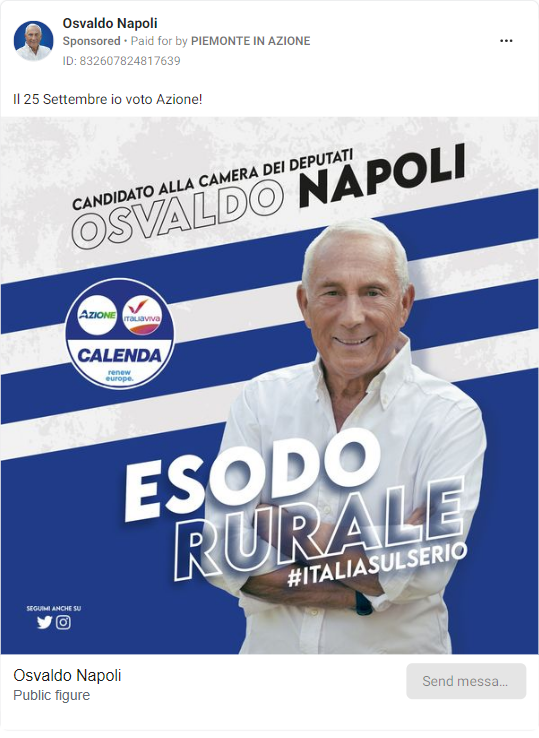 Osvaldo Napoli
Sponsored • Paid for by PIEMONTE IN AZIONE
ID: 832607824817639
Il 25 Settembre io voto Azione!
CANDIDATO ALLA CAMERA DEI DEPUTATI
OSVALDO NAPOLI
AZIONE
ITALIAVIVA
CALENDA
renew
europe.
ESODO
RURALE
#ITALIASULSERIO
SEGUIMI ANCHE SU
Osvaldo Napoli
Public figure
Send messa...